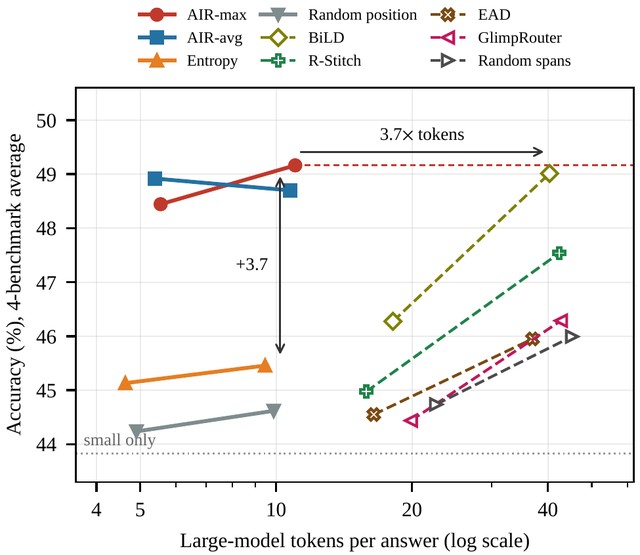 AIR-max
Random position
EAD
AIR-avg
BiLD
GlimpRouter
Entropy
R-Stitch
Random spans
50
49
48
47
46
45
44
Accuracy (%), 4-benchmark average
3.7× tokens
+3.7
small only
4
5
10
20
40
Large-model tokens per answer (log scale)